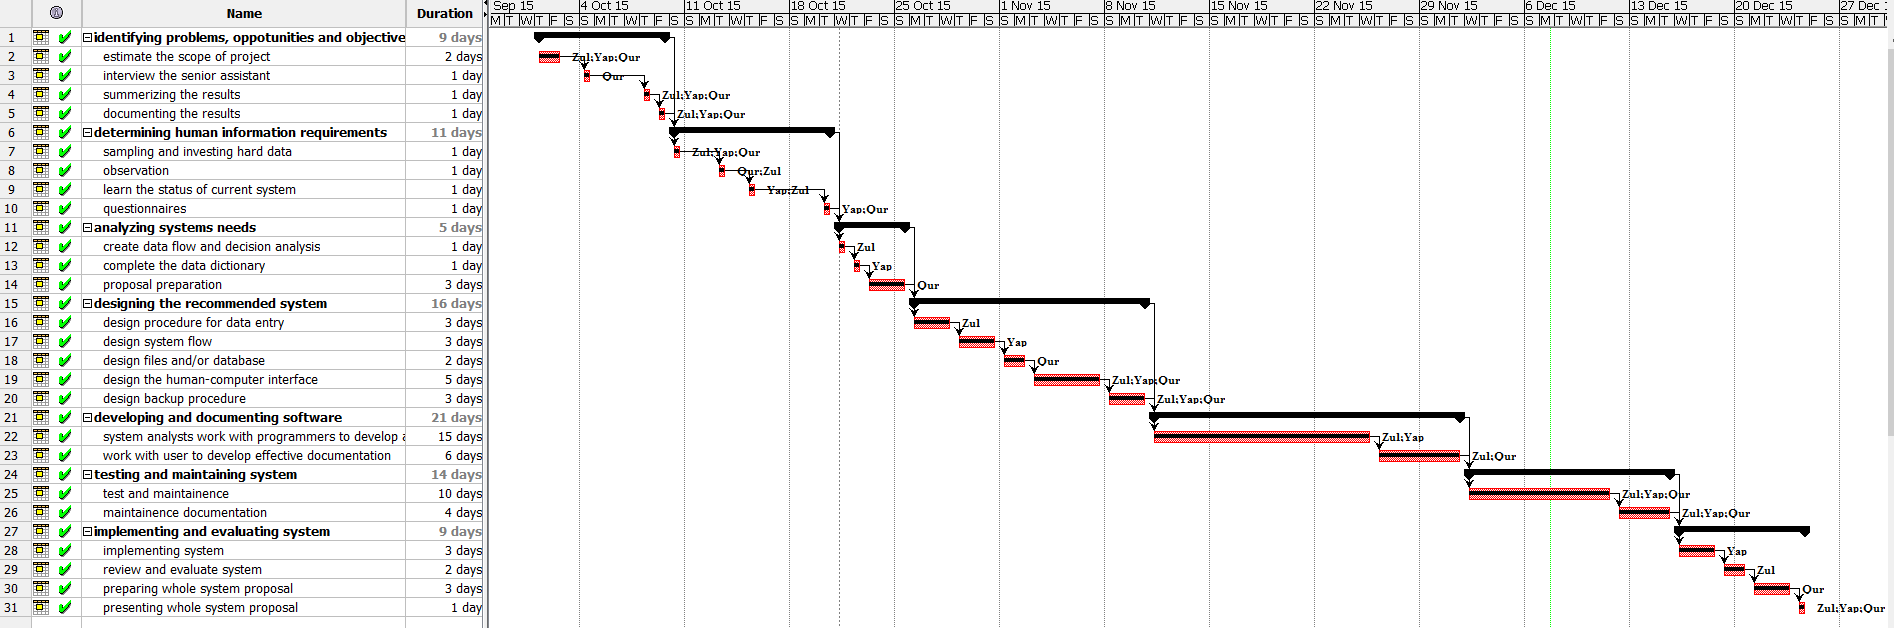 Name Duration
Sep 15 4 Oct 15 11 Oct 15 18 Oct 15 25 Oct 15 1 Nov 15 8 Nov 15 15 Nov 15 22 Nov 15 29 Nov 15 6 Dec 15 13 Dec 15 20 Dec 15 27 Dec
M T W T F S S M T W T F S S M T W T F S S M T W T F S S M T W T F S S M T W T F S S M T W T F S S M T W T F S S M T W T F S S M T W T F S S M T W T F S S M T W T F S S M T W T F S S M T
1 identifying problems, oppotunities and objective 9 days
2 estimate the scope of project 2 days Zul;Yap;Our
3 interview the senior assistant 1 day Our
4 summerizing the results 1 day Zul;Yap;Our
5 documenting the results 1 day Zul;Yap;Our
6 determining human information requirements 11 days
7 sampling and investing hard data 1 day Zul;Yap;Our
8 observation 1 day Our;Zul
9 learn the status of current system 1 day Yap;Zul
10 questionnaires 1 day Yap;Our
11 analyzing systems needs 5 days
12 create data flow and decision analysis 1 day Zul
13 complete the data dictionary 1 day Yap
14 proposal preparation 3 days Our
15 designing the recommended system 16 days
16 design procedure for data entry 3 days Zul
17 design system flow 3 days Yap
18 design files and/or database 2 days Our
19 design the human-computer interface 5 days Zul;Yap;Our
20 design backup procedure 3 days Zul;Yap;Our
21 developing and documenting software 21 days
22 system analysts work with programmers to develop a 15 days Zul;Yap
23 work with user to develop effective documentation 6 days Zul;Our
24 testing and maintaining system 14 days
25 test and maintainence 10 days Zul;Yap;Our
26 maintainence documentation 4 days Zul;Yap;Our
27 implementing and evaluating system 9 days
28 implementing system 3 days Yap
29 review and evaluate system 2 days Zul
30 preparing whole system proposal 3 days Our
31 presenting whole system proposal 1 day Zul;Yap;Our